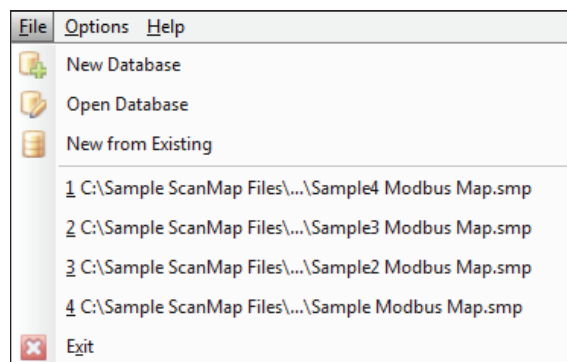 File Options Help
New Database
Open Database
New from Existing
1 C:\Sample ScanMap Files\...\Sample4 Modbus Map.smp
2 C:\Sample ScanMap Files\...\Sample3 Modbus Map.smp
3 C:\Sample ScanMap Files\...\Sample2 Modbus Map.smp
4 C:\Sample ScanMap Files\...\Sample Modbus Map.smp
Exit